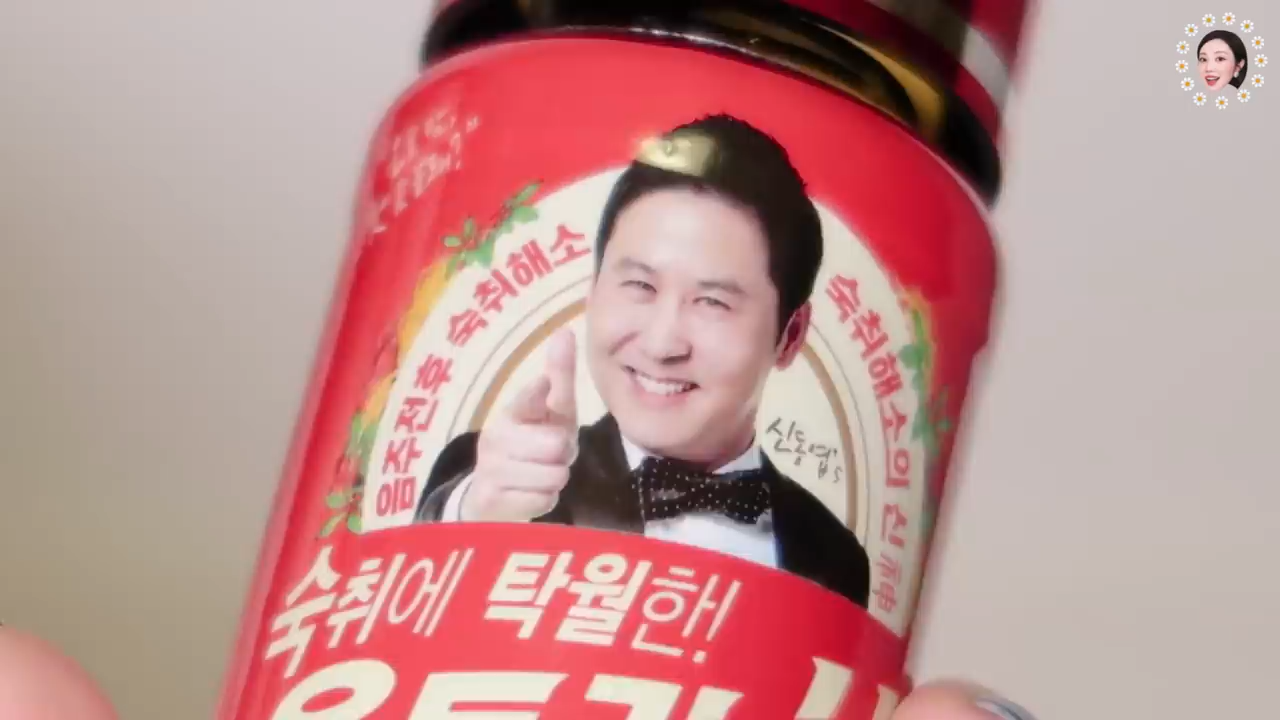 음주전후 숙취해소
숙취해소의 신 神
신동엽's
숙취에 탁월한!